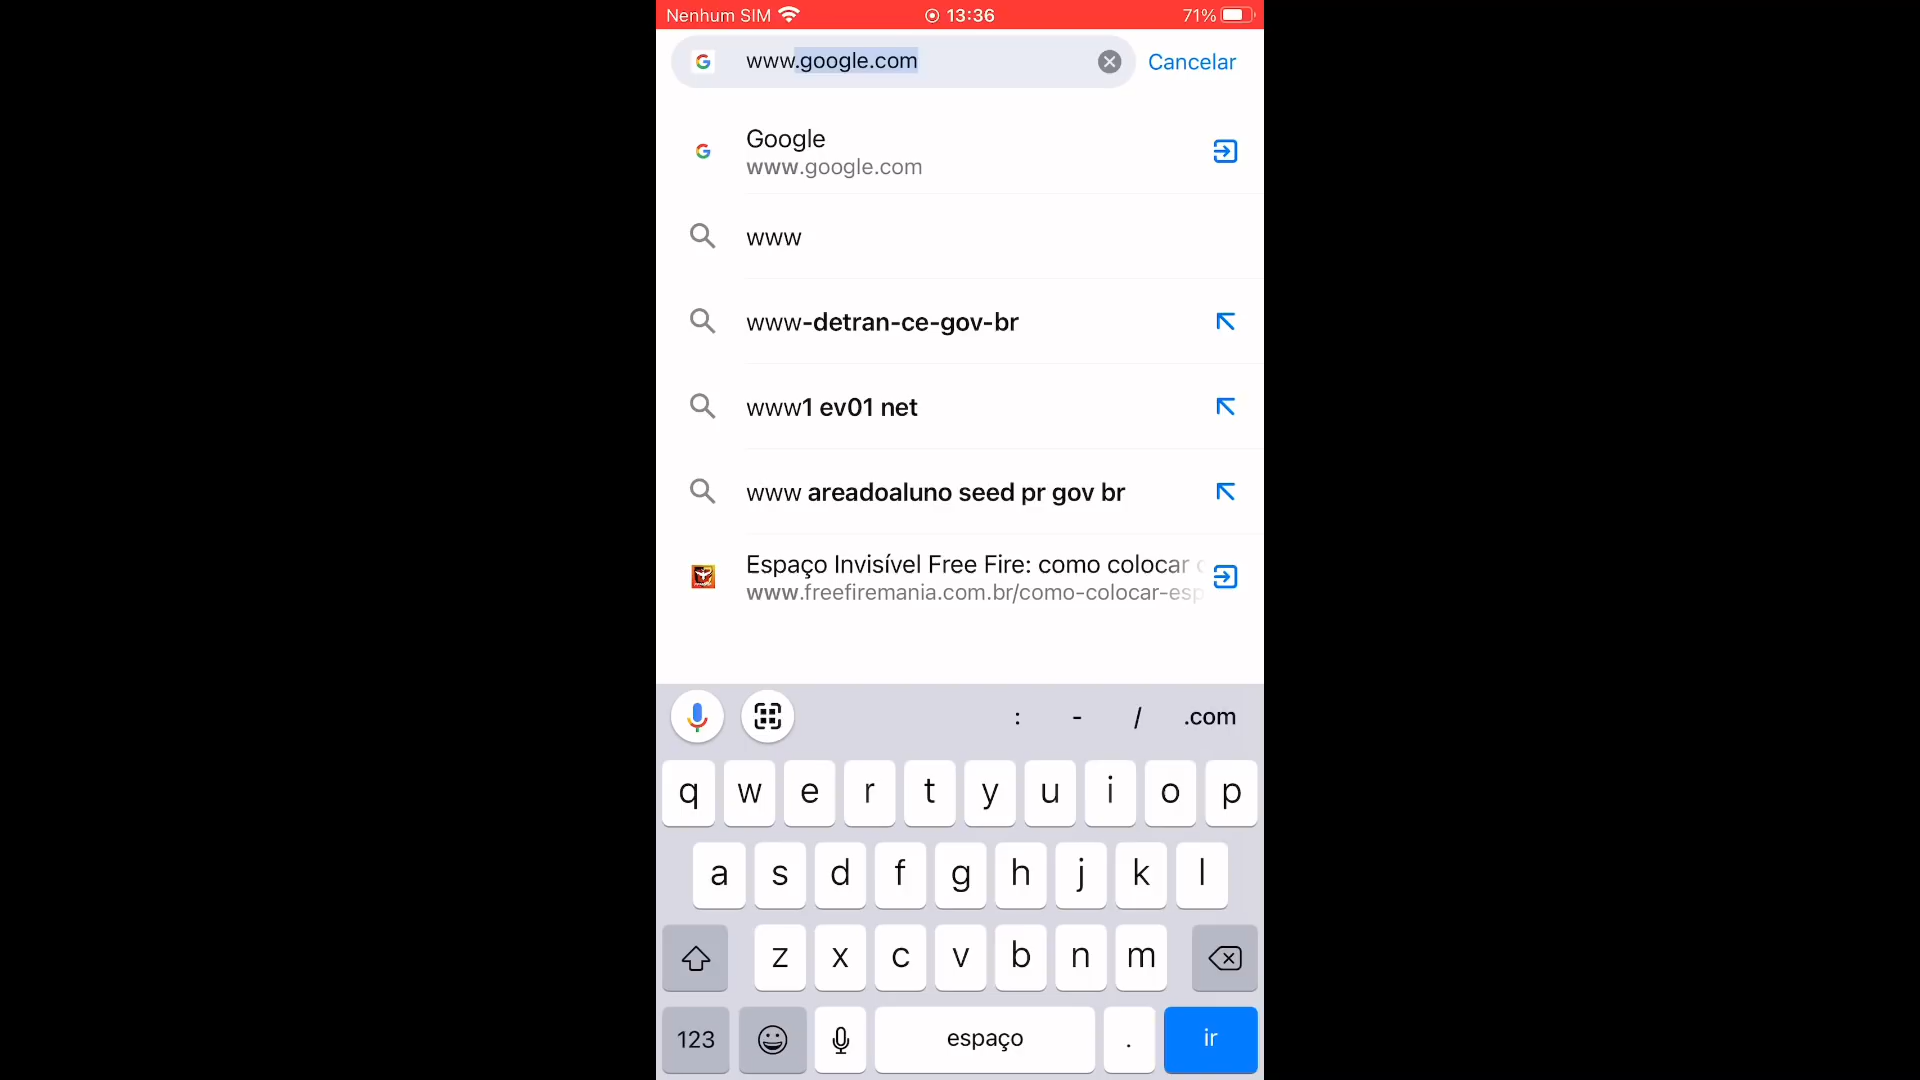 Nenhum SIM 13:36 71%
www.google.com Cancelar
Google
www.google.com
www
www-detran-ce-gov-br
www1 ev01 net
www areadoaluno seed pr gov br
Espaço Invisível Free Fire: como colocar
www.freefiremania.com.br/como-colocar-esp
: - / .com
q w e r t y u i o p
a s d f g h j k l
z x c v b n m
123 espaço . ir